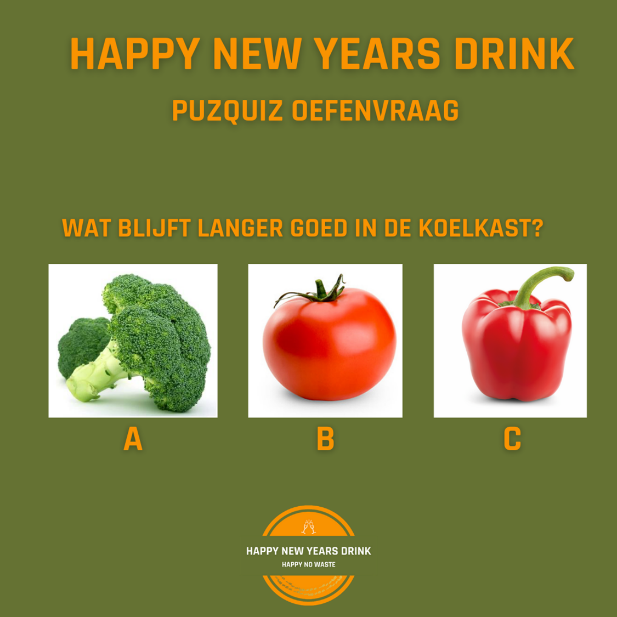 HAPPY NEW YEARS DRINK
PUZQUIZ OEFENVRAAG
WAT BLIJFT LANGER GOED IN DE KOELKAST?
A B C
HAPPY NEW YEARS DRINK
HAPPY NO WASTE